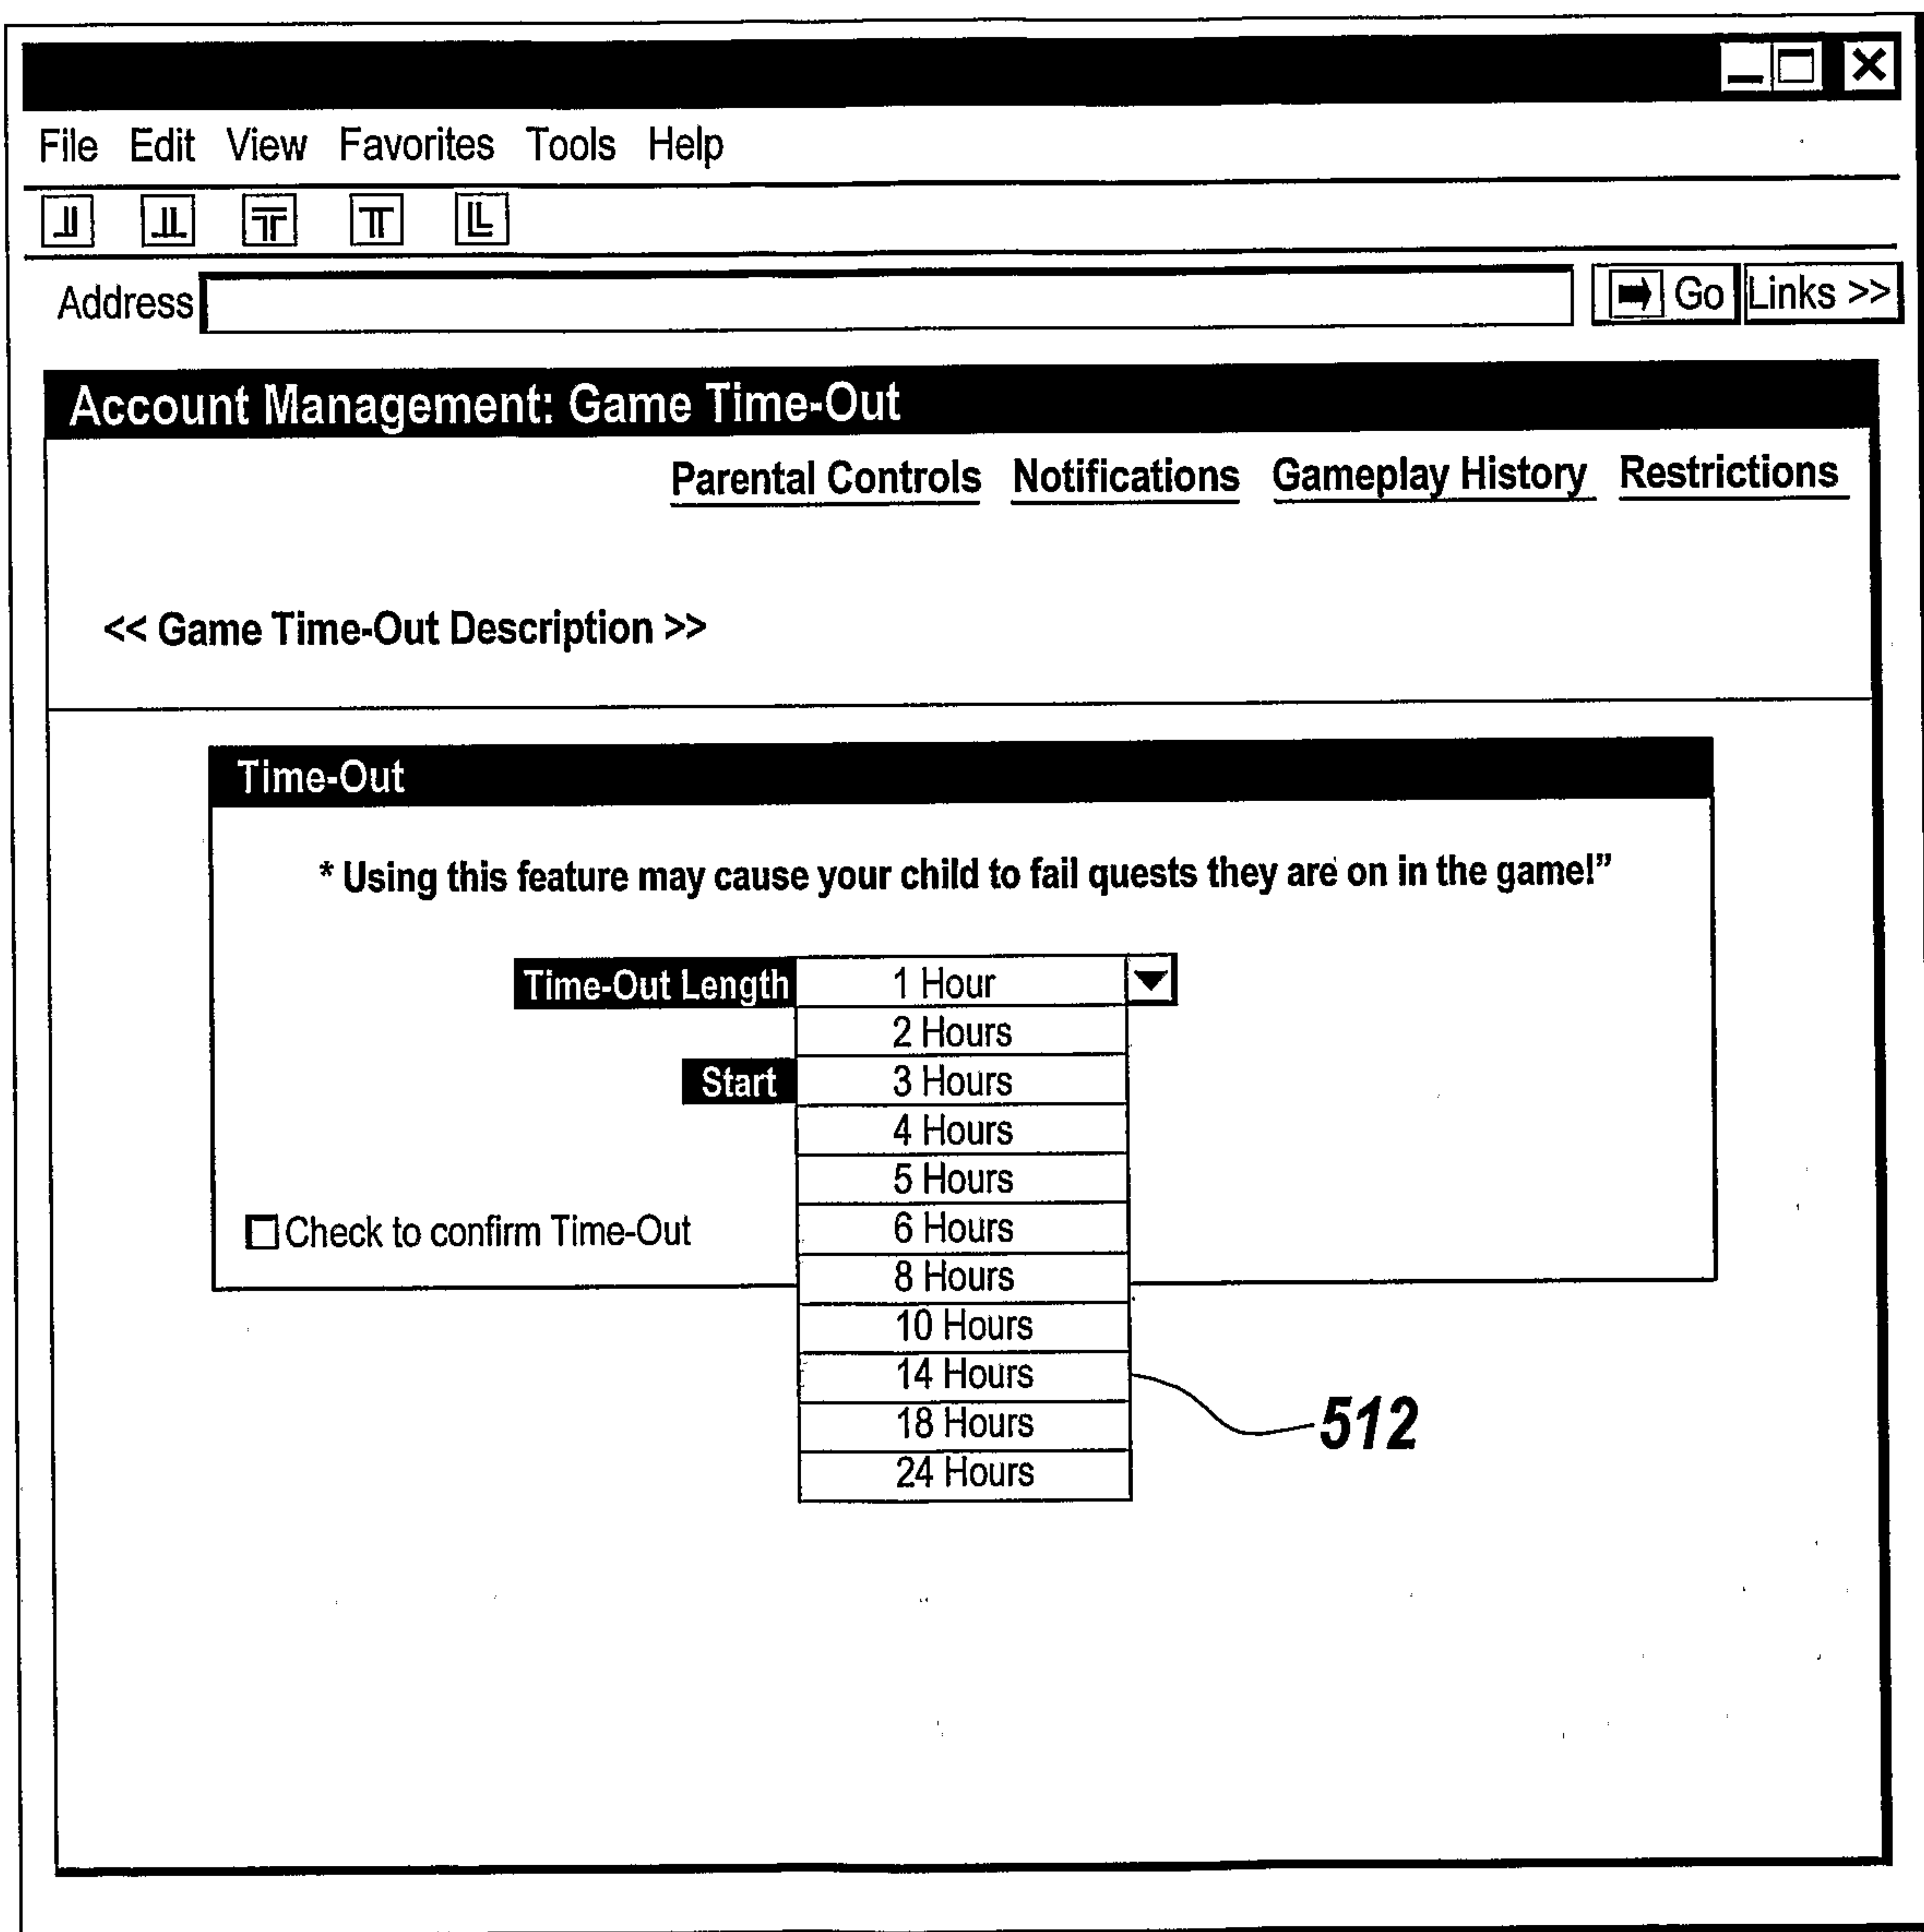 File Edit View Favorites Tools Help
Address Go Links >>
Account Management: Game Time-Out
Parental Controls Notifications Gameplay History Restrictions
<< Game Time-Out Description >>
Time-Out
* Using this feature may cause your child to fail quests they are on in the game!”
Time-Out Length 1 Hour
2 Hours
Start 3 Hours
4 Hours
5 Hours
Check to confirm Time-Out 6 Hours
8 Hours
10 Hours
14 Hours
512
18 Hours
24 Hours